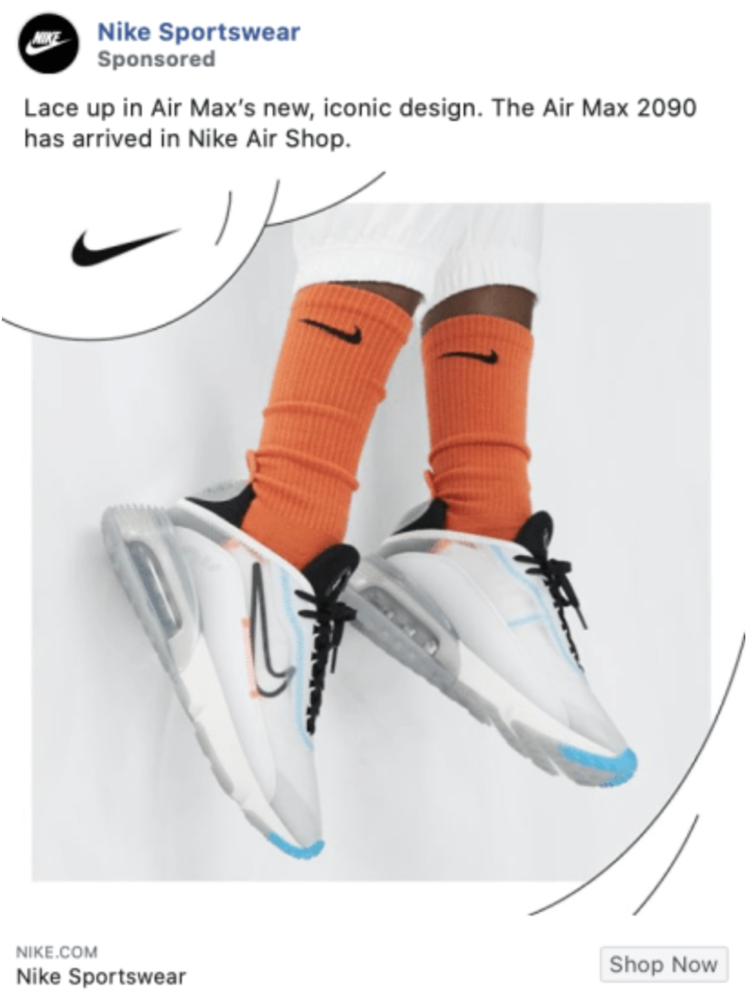 NIKE
Nike Sportswear
Sponsored
Lace up in Air Max’s new, iconic design. The Air Max 2090
has arrived in Nike Air Shop.
NIKE.COM
Nike Sportswear
Shop Now